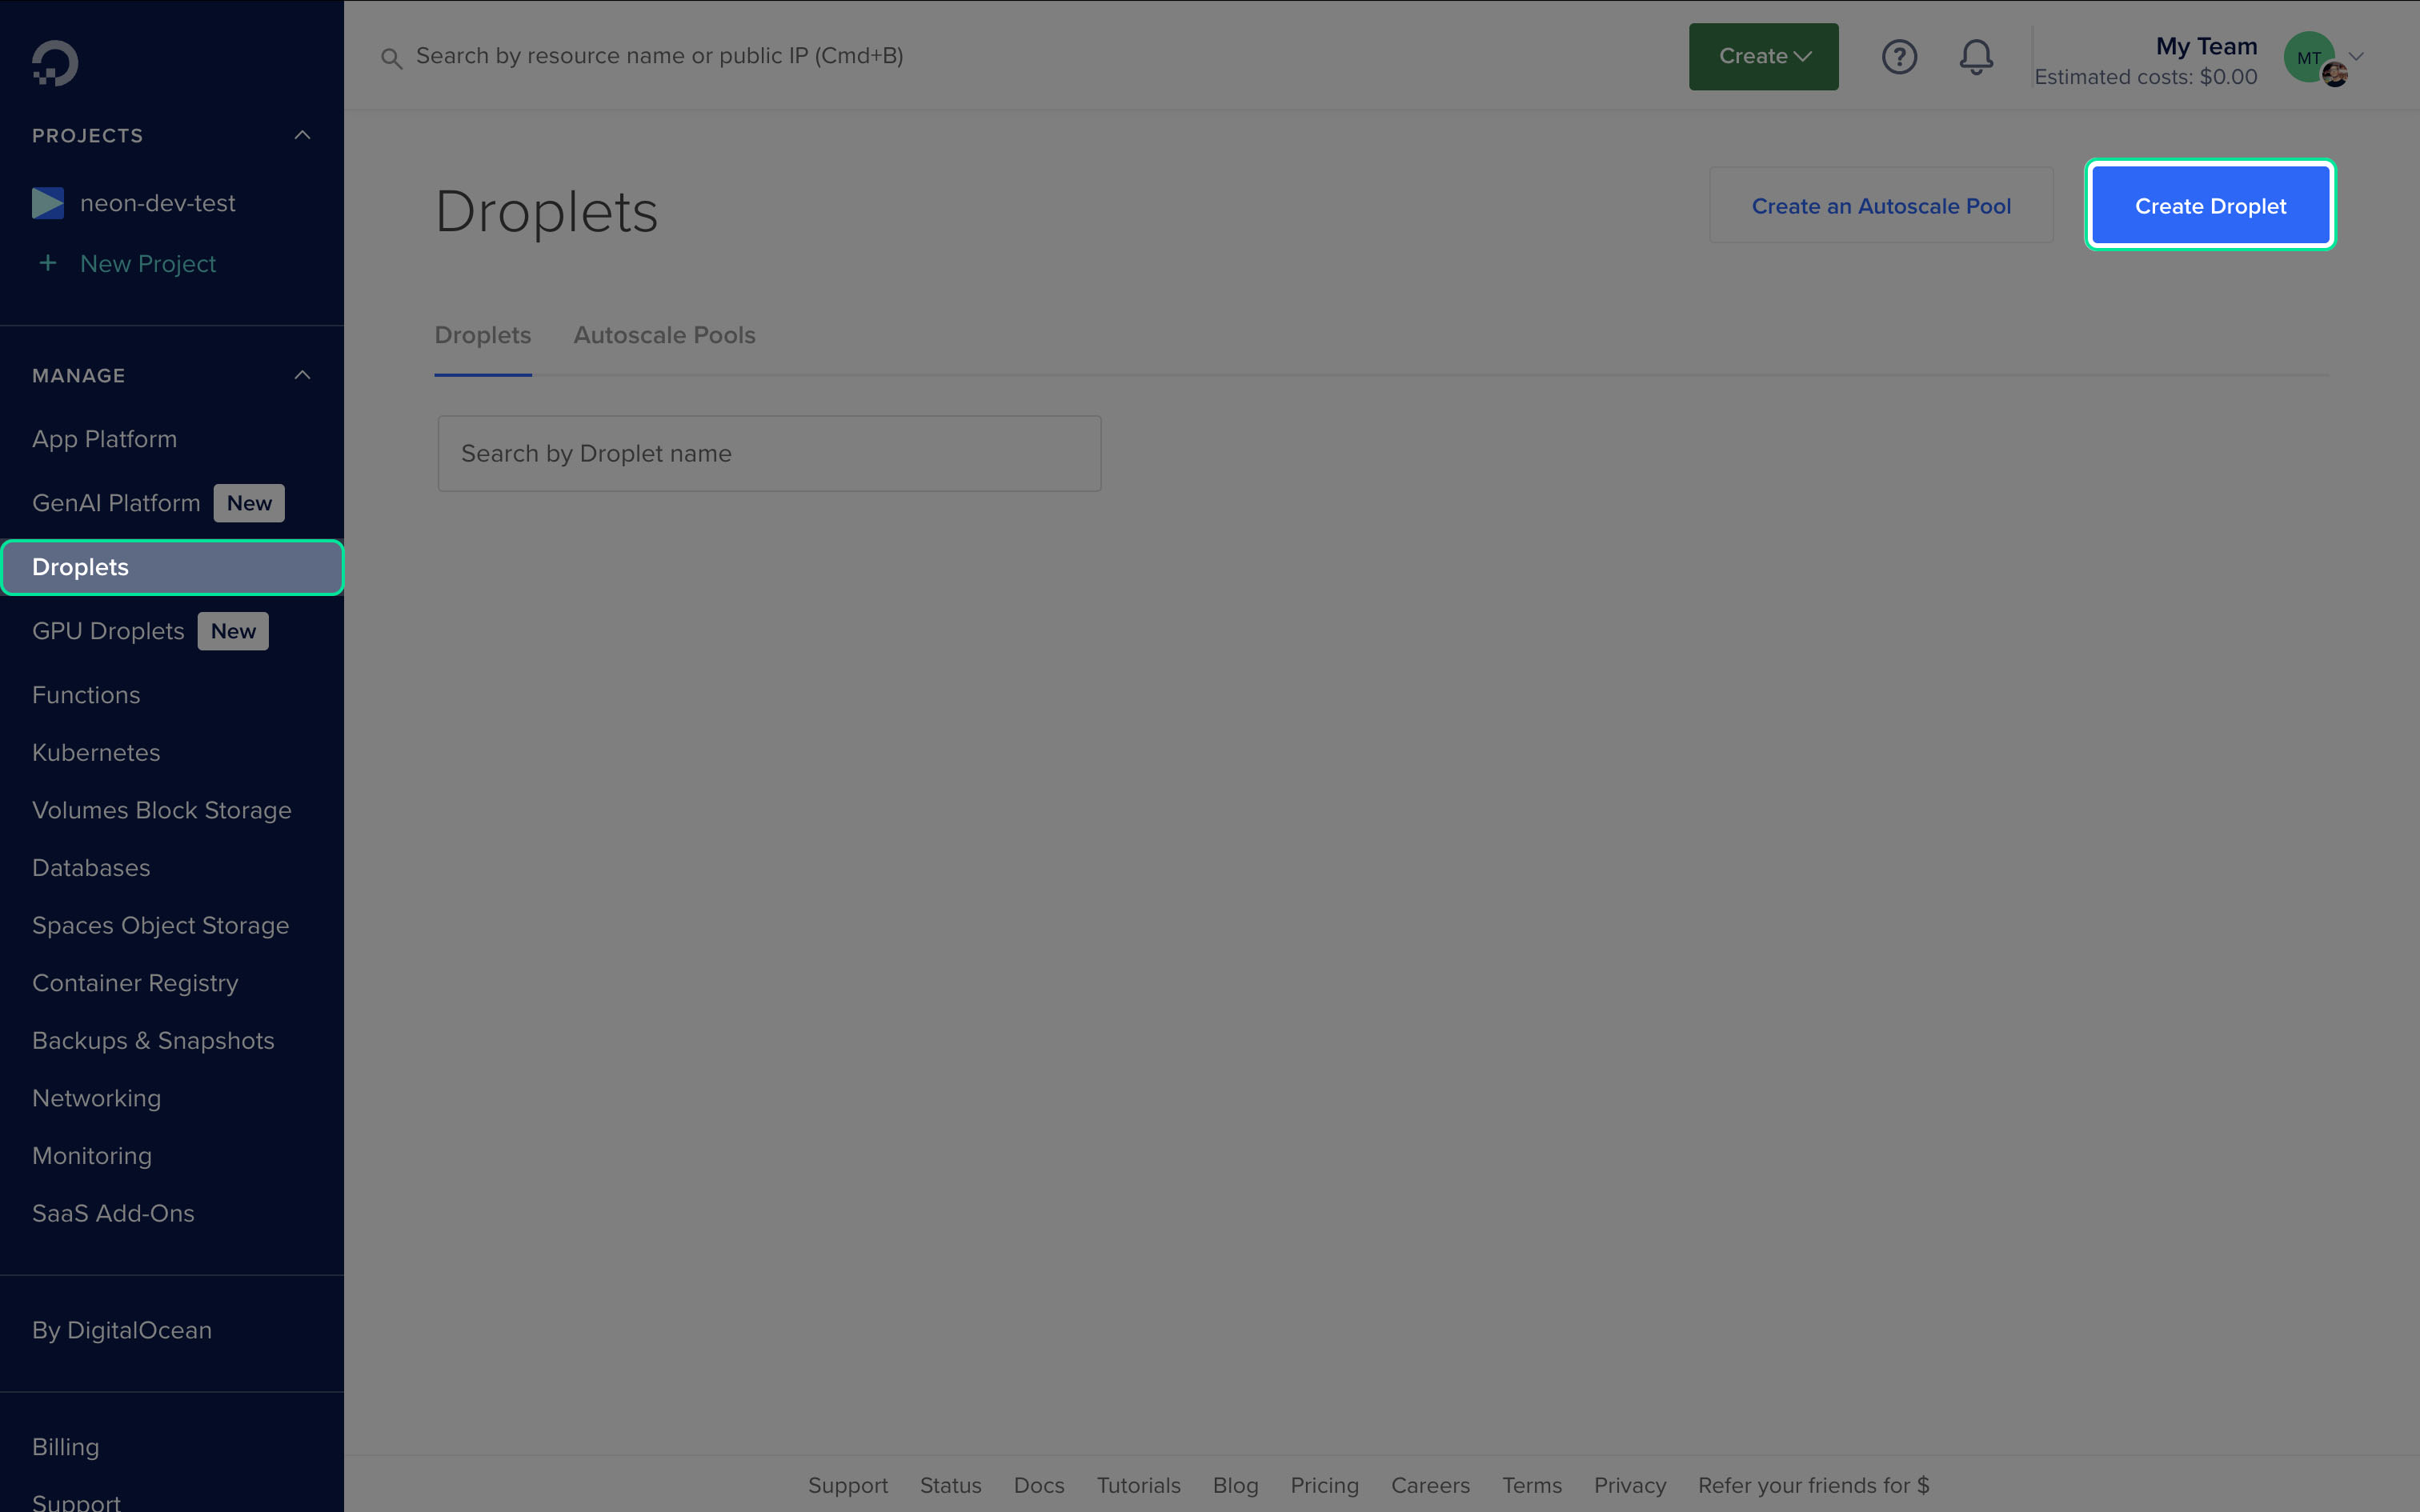 Search by resource name or public IP (Cmd+B)
Create
My Team
Estimated costs: $0.00
MT
PROJECTS
neon-dev-test
+ New Project
MANAGE
App Platform
GenAI Platform New
Droplets
GPU Droplets New
Functions
Kubernetes
Volumes Block Storage
Databases
Spaces Object Storage
Container Registry
Backups & Snapshots
Networking
Monitoring
SaaS Add-Ons
By DigitalOcean
Billing
Support
Droplets
Create an Autoscale Pool
Create Droplet
Droplets Autoscale Pools
Search by Droplet name
Support Status Docs Tutorials Blog Pricing Careers Terms Privacy Refer your friends for $